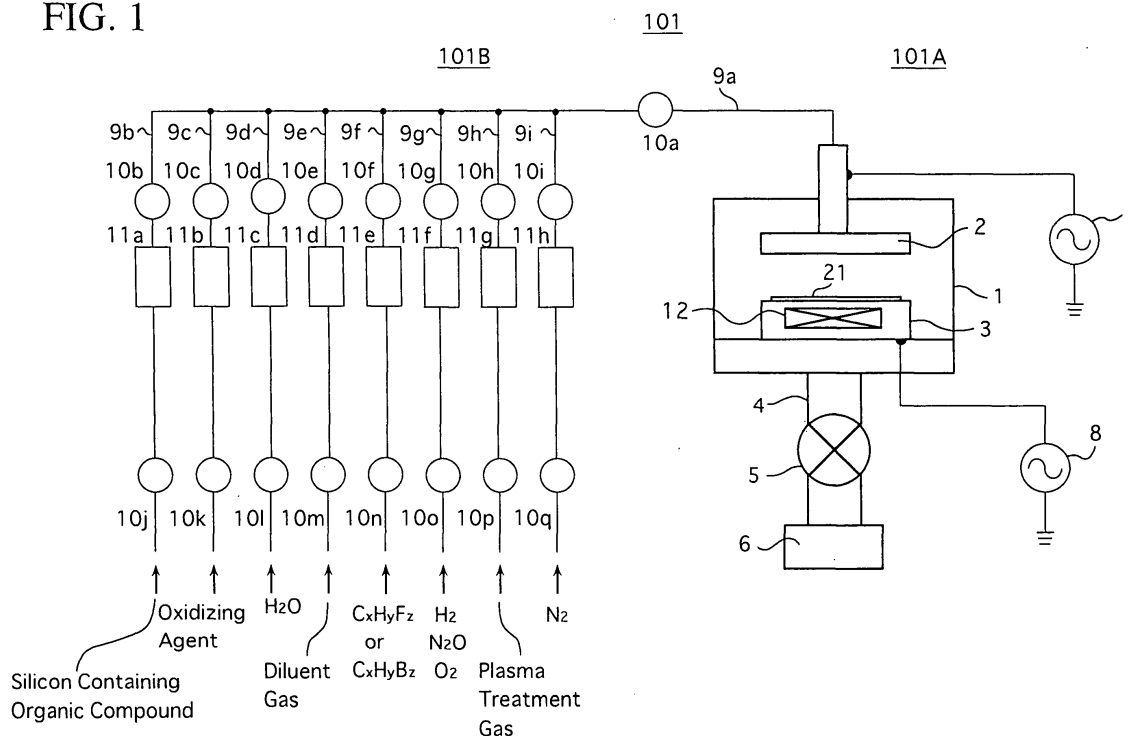 FIG. 1
101
101B
101A
9a
10a
9b 9c 9d 9e 9f 9g 9h 9i
10b 10c 10d 10e 10f 10g 10h 10i
11a 11b 11c 11d 11e 11f 11g 11h
2
21
12
1
3
4
5
6
8
10j 10k 10l 10m 10n 10o 10p 10q
Silicon Containing
Organic Compound
Oxidizing
Agent
H2O
Diluent
Gas
CxHyFz
or
CxHyBz
H2
N2O
O2
Plasma
Treatment
Gas
N2